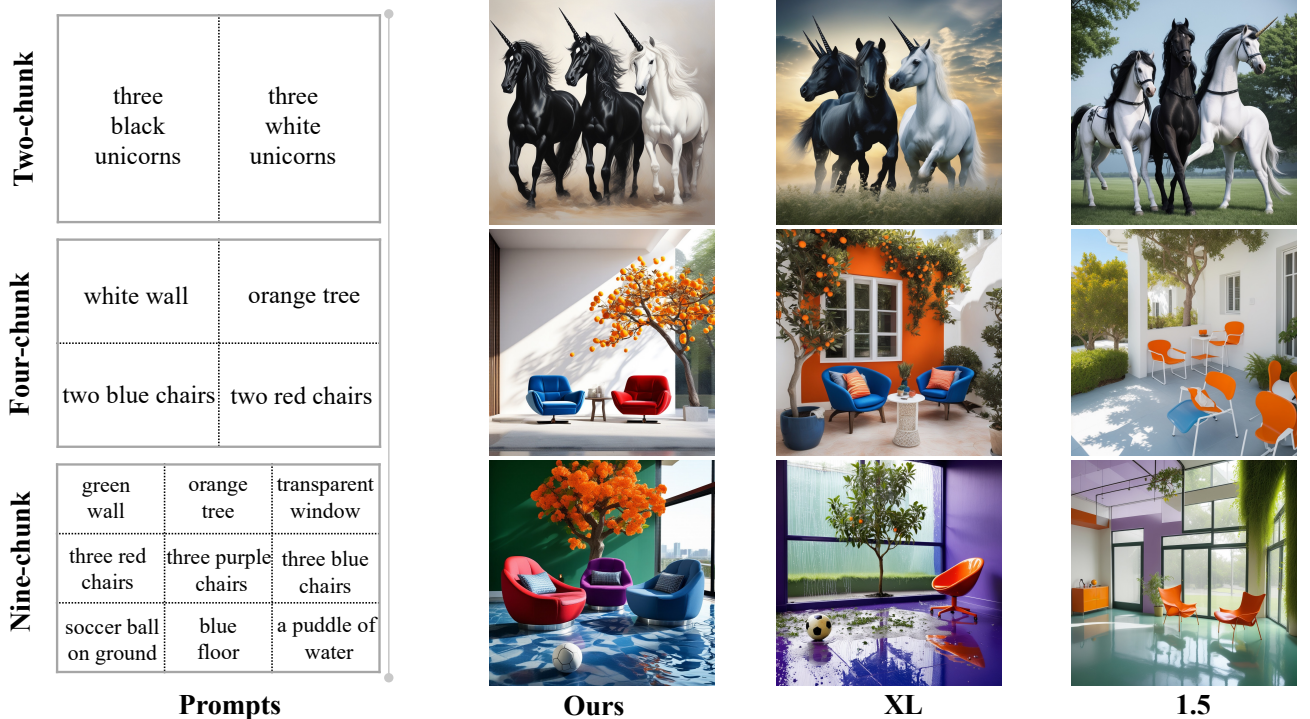 Two-chunk
three
black
unicorns
three
white
unicorns
Four-chunk
white wall
orange tree
two blue chairs
two red chairs
Nine-chunk
green
wall
orange
tree
transparent
window
three red
chairs
three purple
chairs
three blue
chairs
soccer ball
on ground
blue
floor
a puddle of
water
Prompts
Ours
XL
1.5